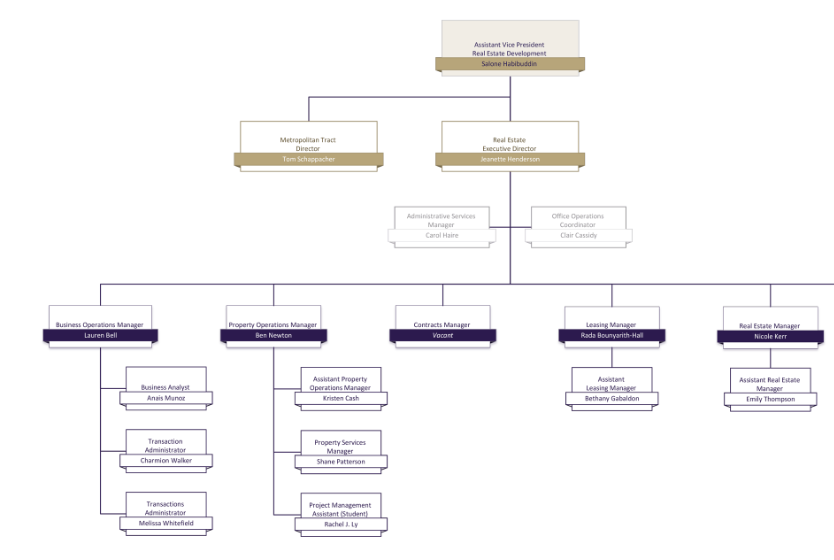 Assistant Vice President
Real Estate Development
Salone Habibuddin
Metropolitan Tract
Director
Tom Schappacher
Real Estate
Executive Director
Jeanette Henderson
Administrative Services
Manager
Carol Haire
Office Operations
Coordinator
Clair Cassidy
Business Operations Manager
Lauren Bell
Property Operations Manager
Ben Newton
Contracts Manager
Vacant
Leasing Manager
Rada Bounyarith-Hall
Real Estate Manager
Nicole Kerr
Business Analyst
Anais Munoz
Assistant Property
Operations Manager
Kristen Cash
Assistant
Leasing Manager
Bethany Gabaldon
Assistant Real Estate
Manager
Emily Thompson
Transaction
Administrator
Charmion Walker
Property Services
Manager
Shane Patterson
Transactions
Administrator
Melissa Whitefield
Project Management
Assistant (Student)
Rachel J. Ly